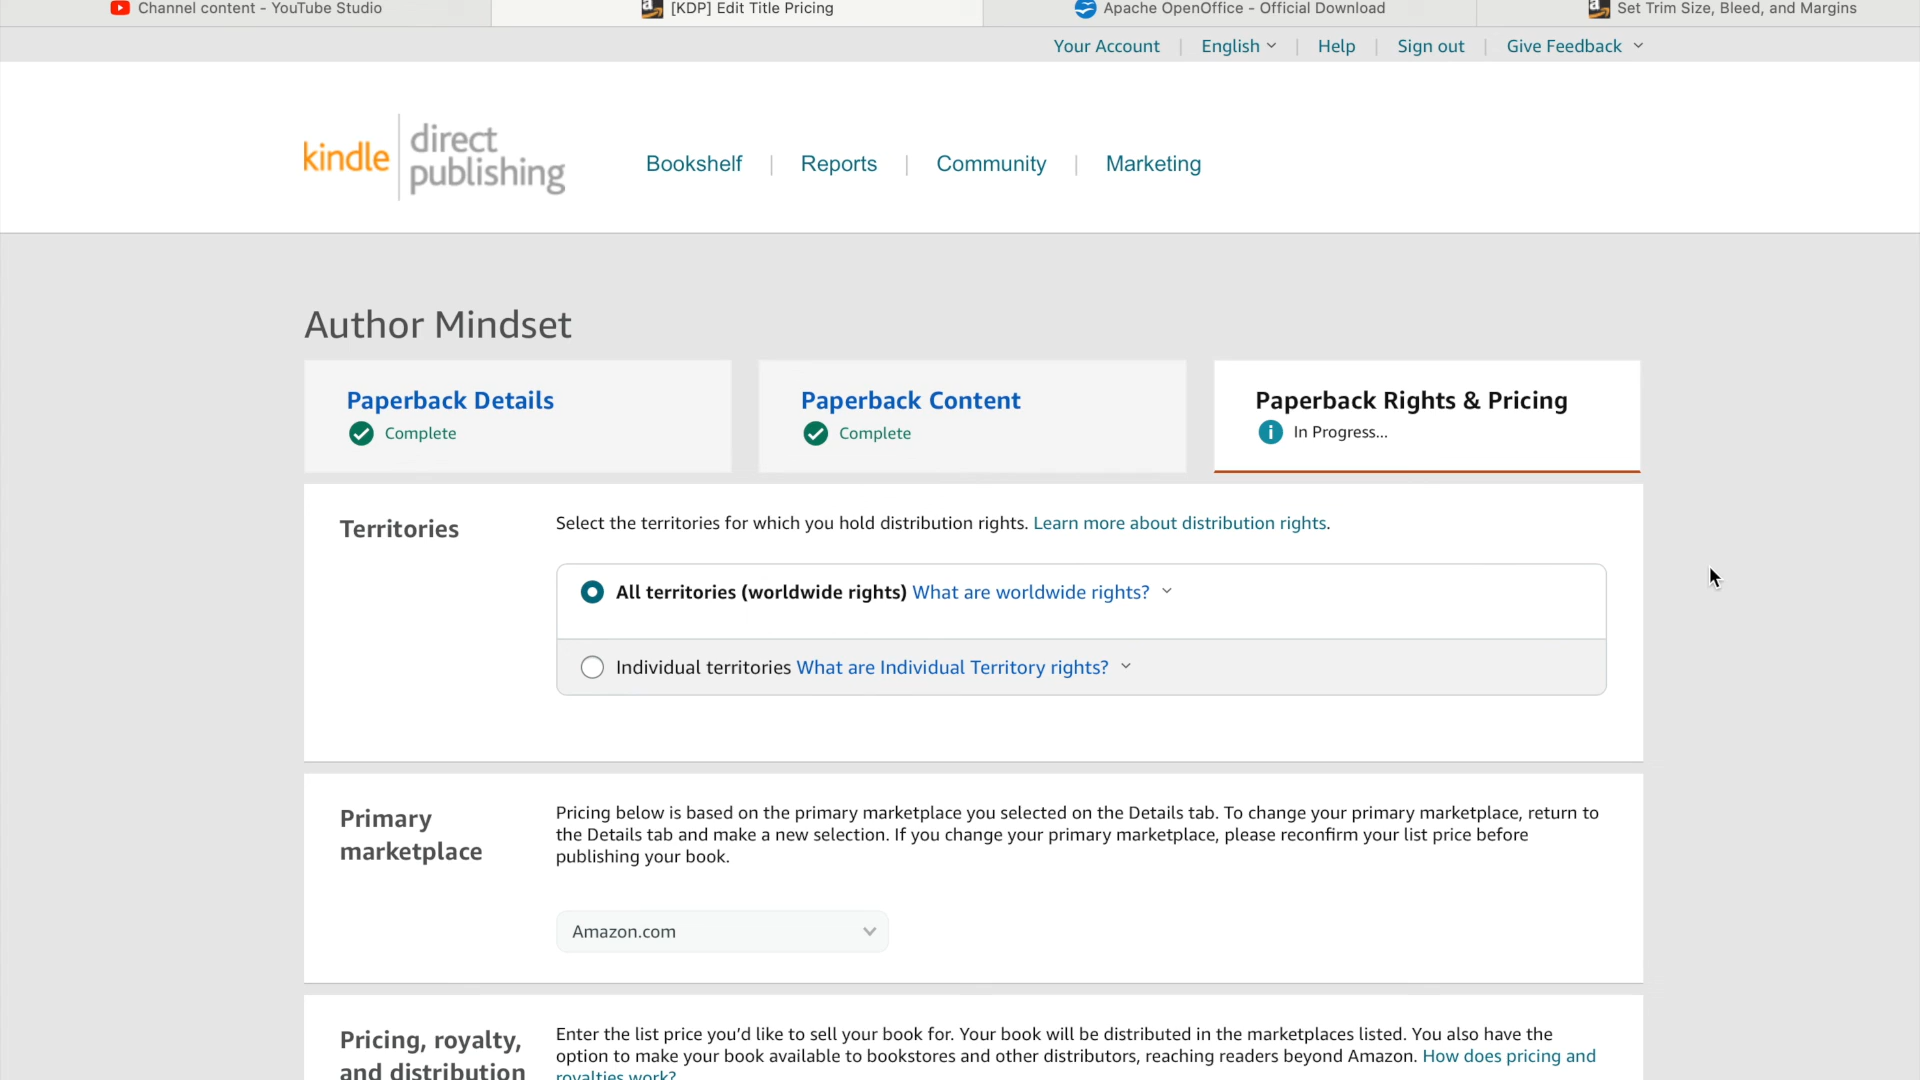 Channel content - YouTube Studio
[KDP] Edit Title Pricing
Apache OpenOffice - Official Download
Set Trim Size, Bleed, and Margins
Your Account | English | Help | Sign out | Give Feedback
kindle direct publishing
Bookshelf | Reports | Community | Marketing
Author Mindset
Paperback Details
Complete
Paperback Content
Complete
Paperback Rights & Pricing
In Progress...
Territories
Select the territories for which you hold distribution rights. Learn more about distribution rights.
All territories (worldwide rights) What are worldwide rights?
Individual territories What are Individual Territory rights?
Primary marketplace
Pricing below is based on the primary marketplace you selected on the Details tab. To change your primary marketplace, return to
the Details tab and make a new selection. If you change your primary marketplace, please reconfirm your list price before
publishing your book.
Amazon.com
Pricing, royalty,
and distribution
Enter the list price you'd like to sell your book for. Your book will be distributed in the marketplaces listed. You also have the
option to make your book available to bookstores and other distributors, reaching readers beyond Amazon. How does pricing and
royalties work?